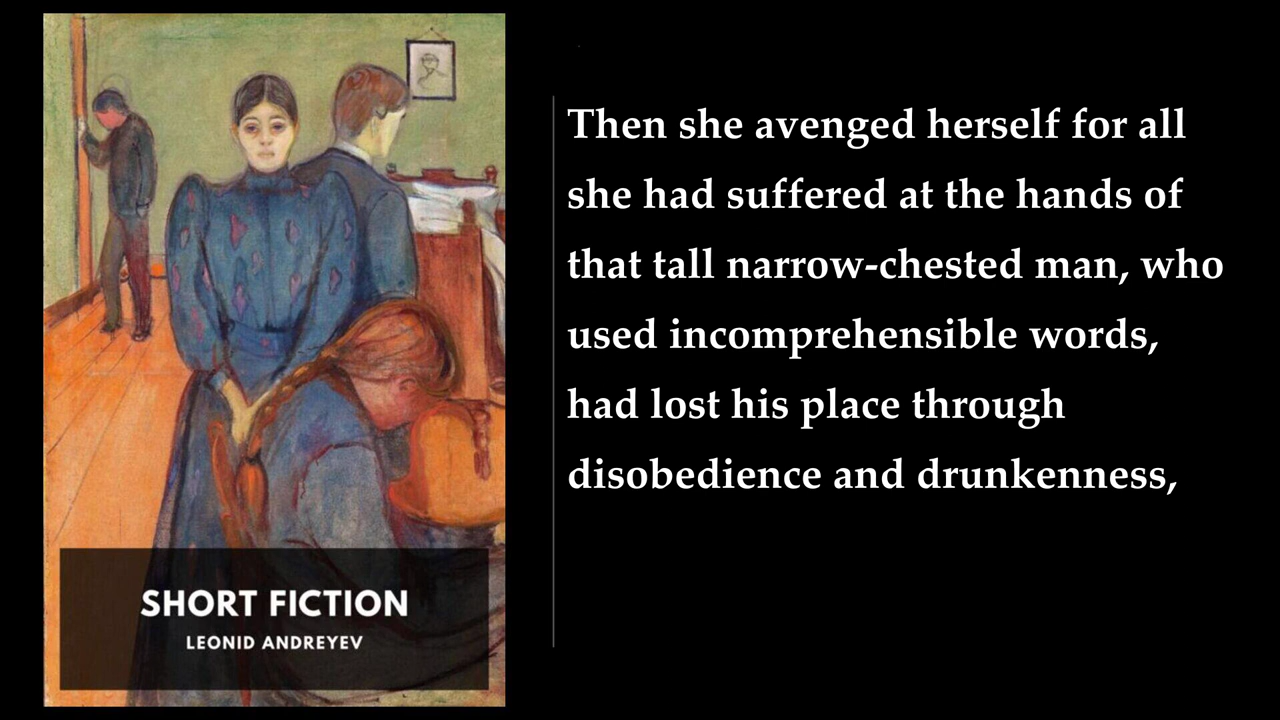 Then she avenged herself for all
she had suffered at the hands of
that tall narrow-chested man, who
used incomprehensible words,
had lost his place through
disobedience and drunkenness,
SHORT FICTION
LEONID ANDREYEV